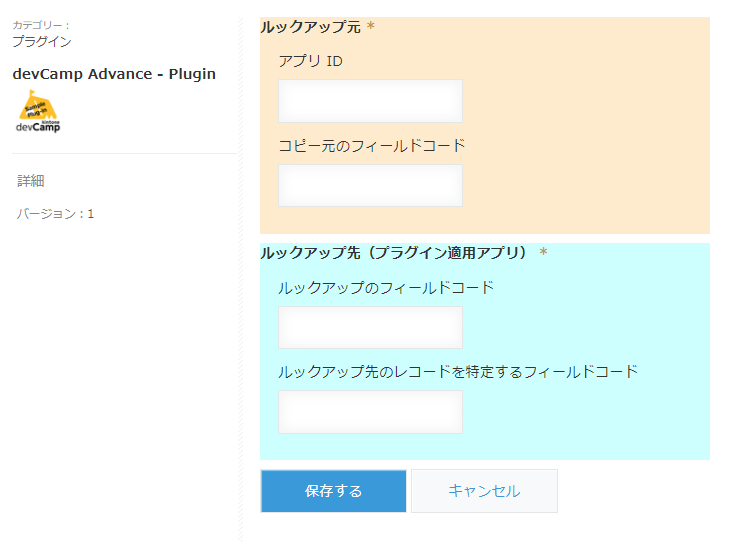 カテゴリー：
プラグイン
devCamp Advance - Plugin
Sample
Plug-in
kintone
devCamp
詳細
バージョン：1
ルックアップ元 *
アプリ ID
コピー元のフィールドコード
ルックアップ先（プラグイン適用アプリ） *
ルックアップのフィールドコード
ルックアップ先のレコードを特定するフィールドコード
保存する
キャンセル